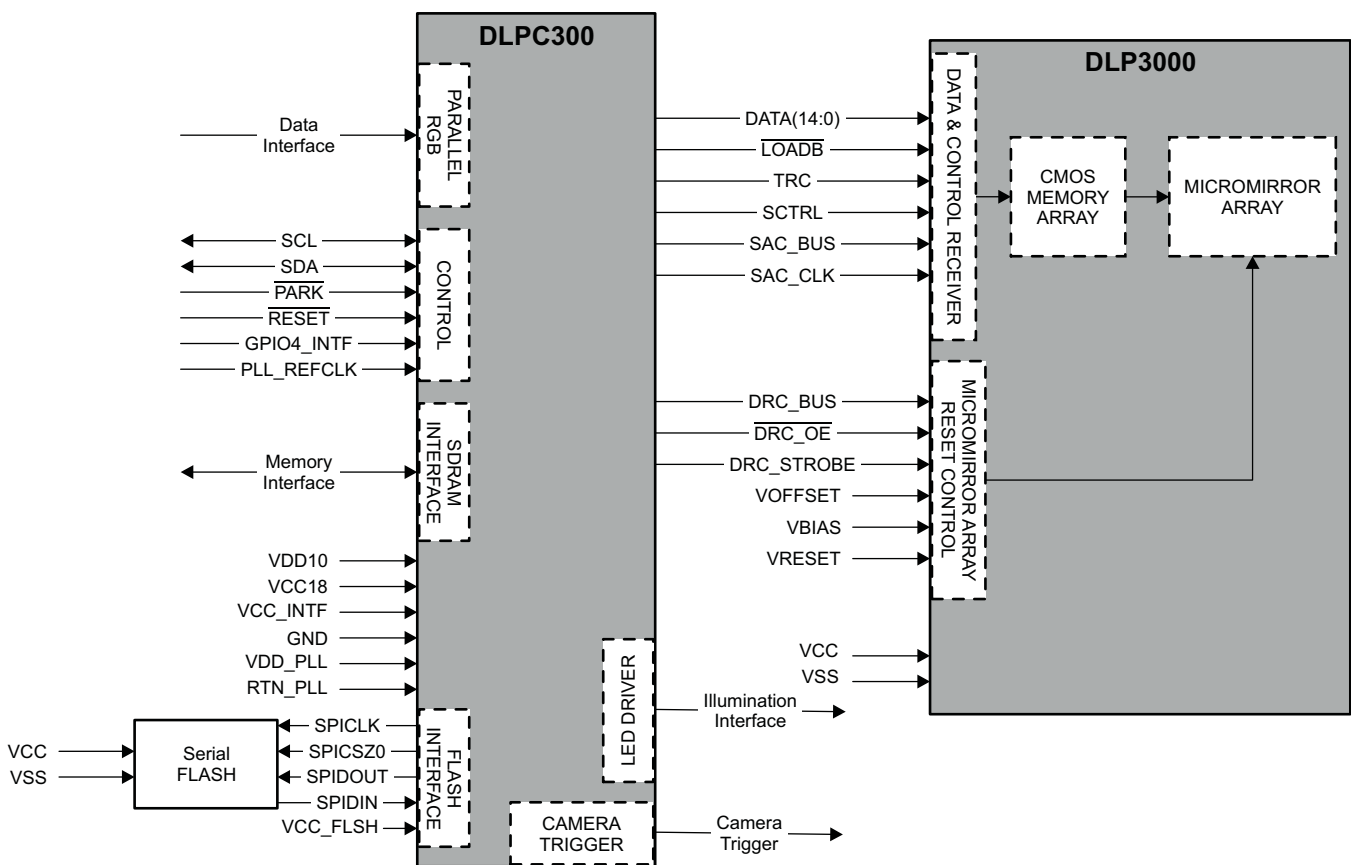 DLPC300
PARALLEL
RGB
Data
Interface
SCL
SDA
PARK
RESET
GPIO4_INTF
PLL_REFCLK
CONTROL
Memory
Interface
SDRAM
INTERFACE
VDD10
VCC18
VCC_INTF
GND
VDD_PLL
RTN_PLL
VCC
VSS
Serial
FLASH
SPICLK
SPICSZ0
SPIDOUT
SPIDIN
VCC_FLSH
FLASH
INTERFACE
LED DRIVER
Illumination
Interface
CAMERA
TRIGGER
Camera
Trigger
DATA(14:0)
LOADB
TRC
SCTRL
SAC_BUS
SAC_CLK
DRC_BUS
DRC_OE
DRC_STROBE
VOFFSET
VBIAS
VRESET
VCC
VSS
DLP3000
DATA & CONTROL RECEIVER
CMOS
MEMORY
ARRAY
MICROMIRROR
ARRAY
MICROMIRROR ARRAY
RESET CONTROL